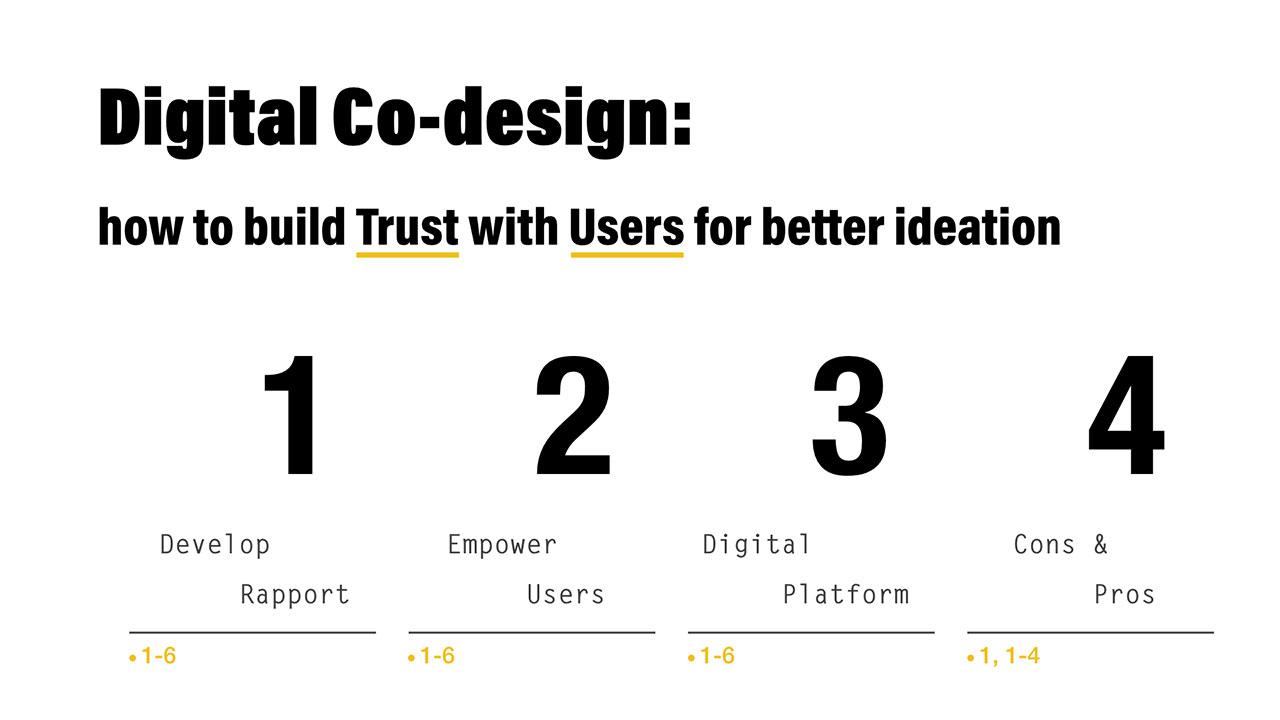 Digital Co-design:
how to build Trust with Users for better ideation
1
2
3
4
Develop
Rapport
Empower
Users
Digital
Platform
Cons &
Pros
•1-6
•1-6
•1-6
•1, 1-4